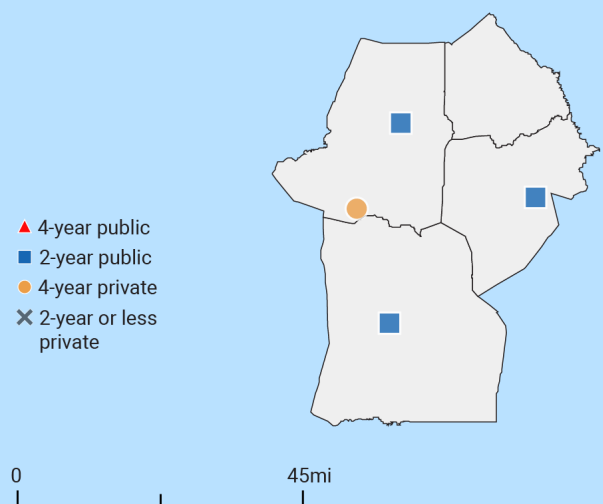 4-year public
2-year public
4-year private
2-year or less
private
0 45mi